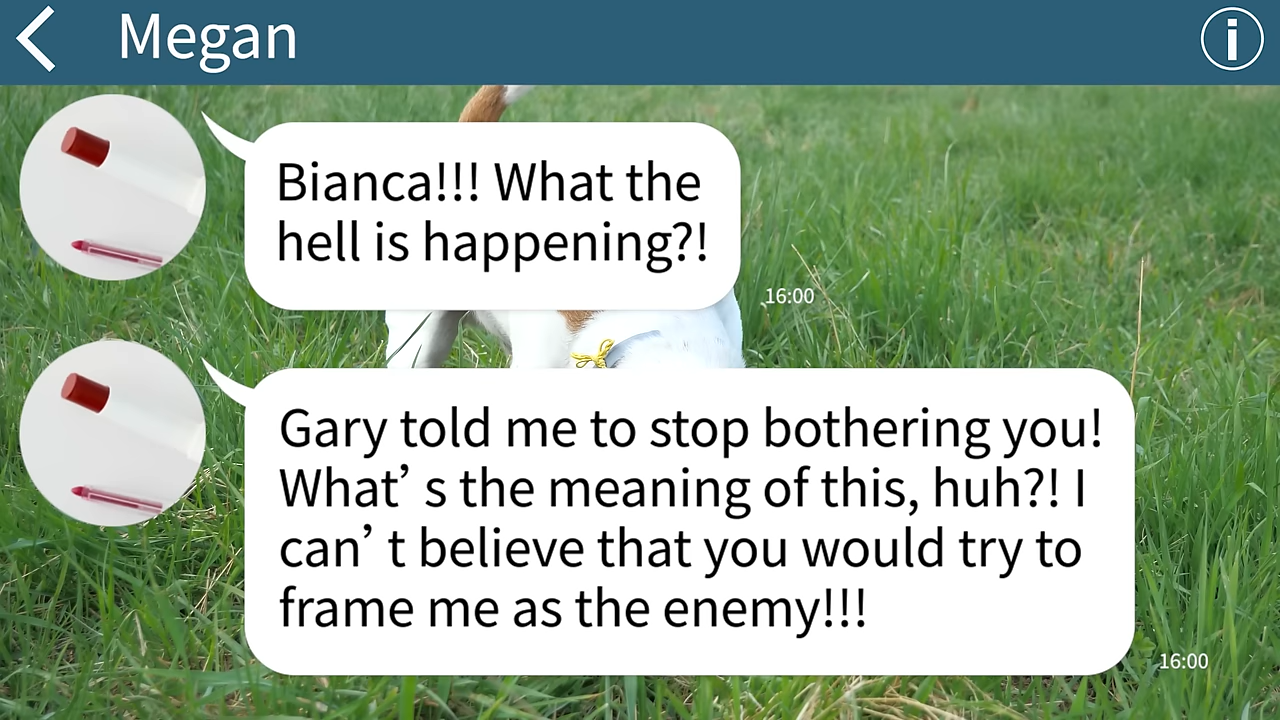 Megan
Bianca!!! What the
hell is happening?!
16:00
Gary told me to stop bothering you!
What’ s the meaning of this, huh?! I
can’ t believe that you would try to
frame me as the enemy!!!
16:00